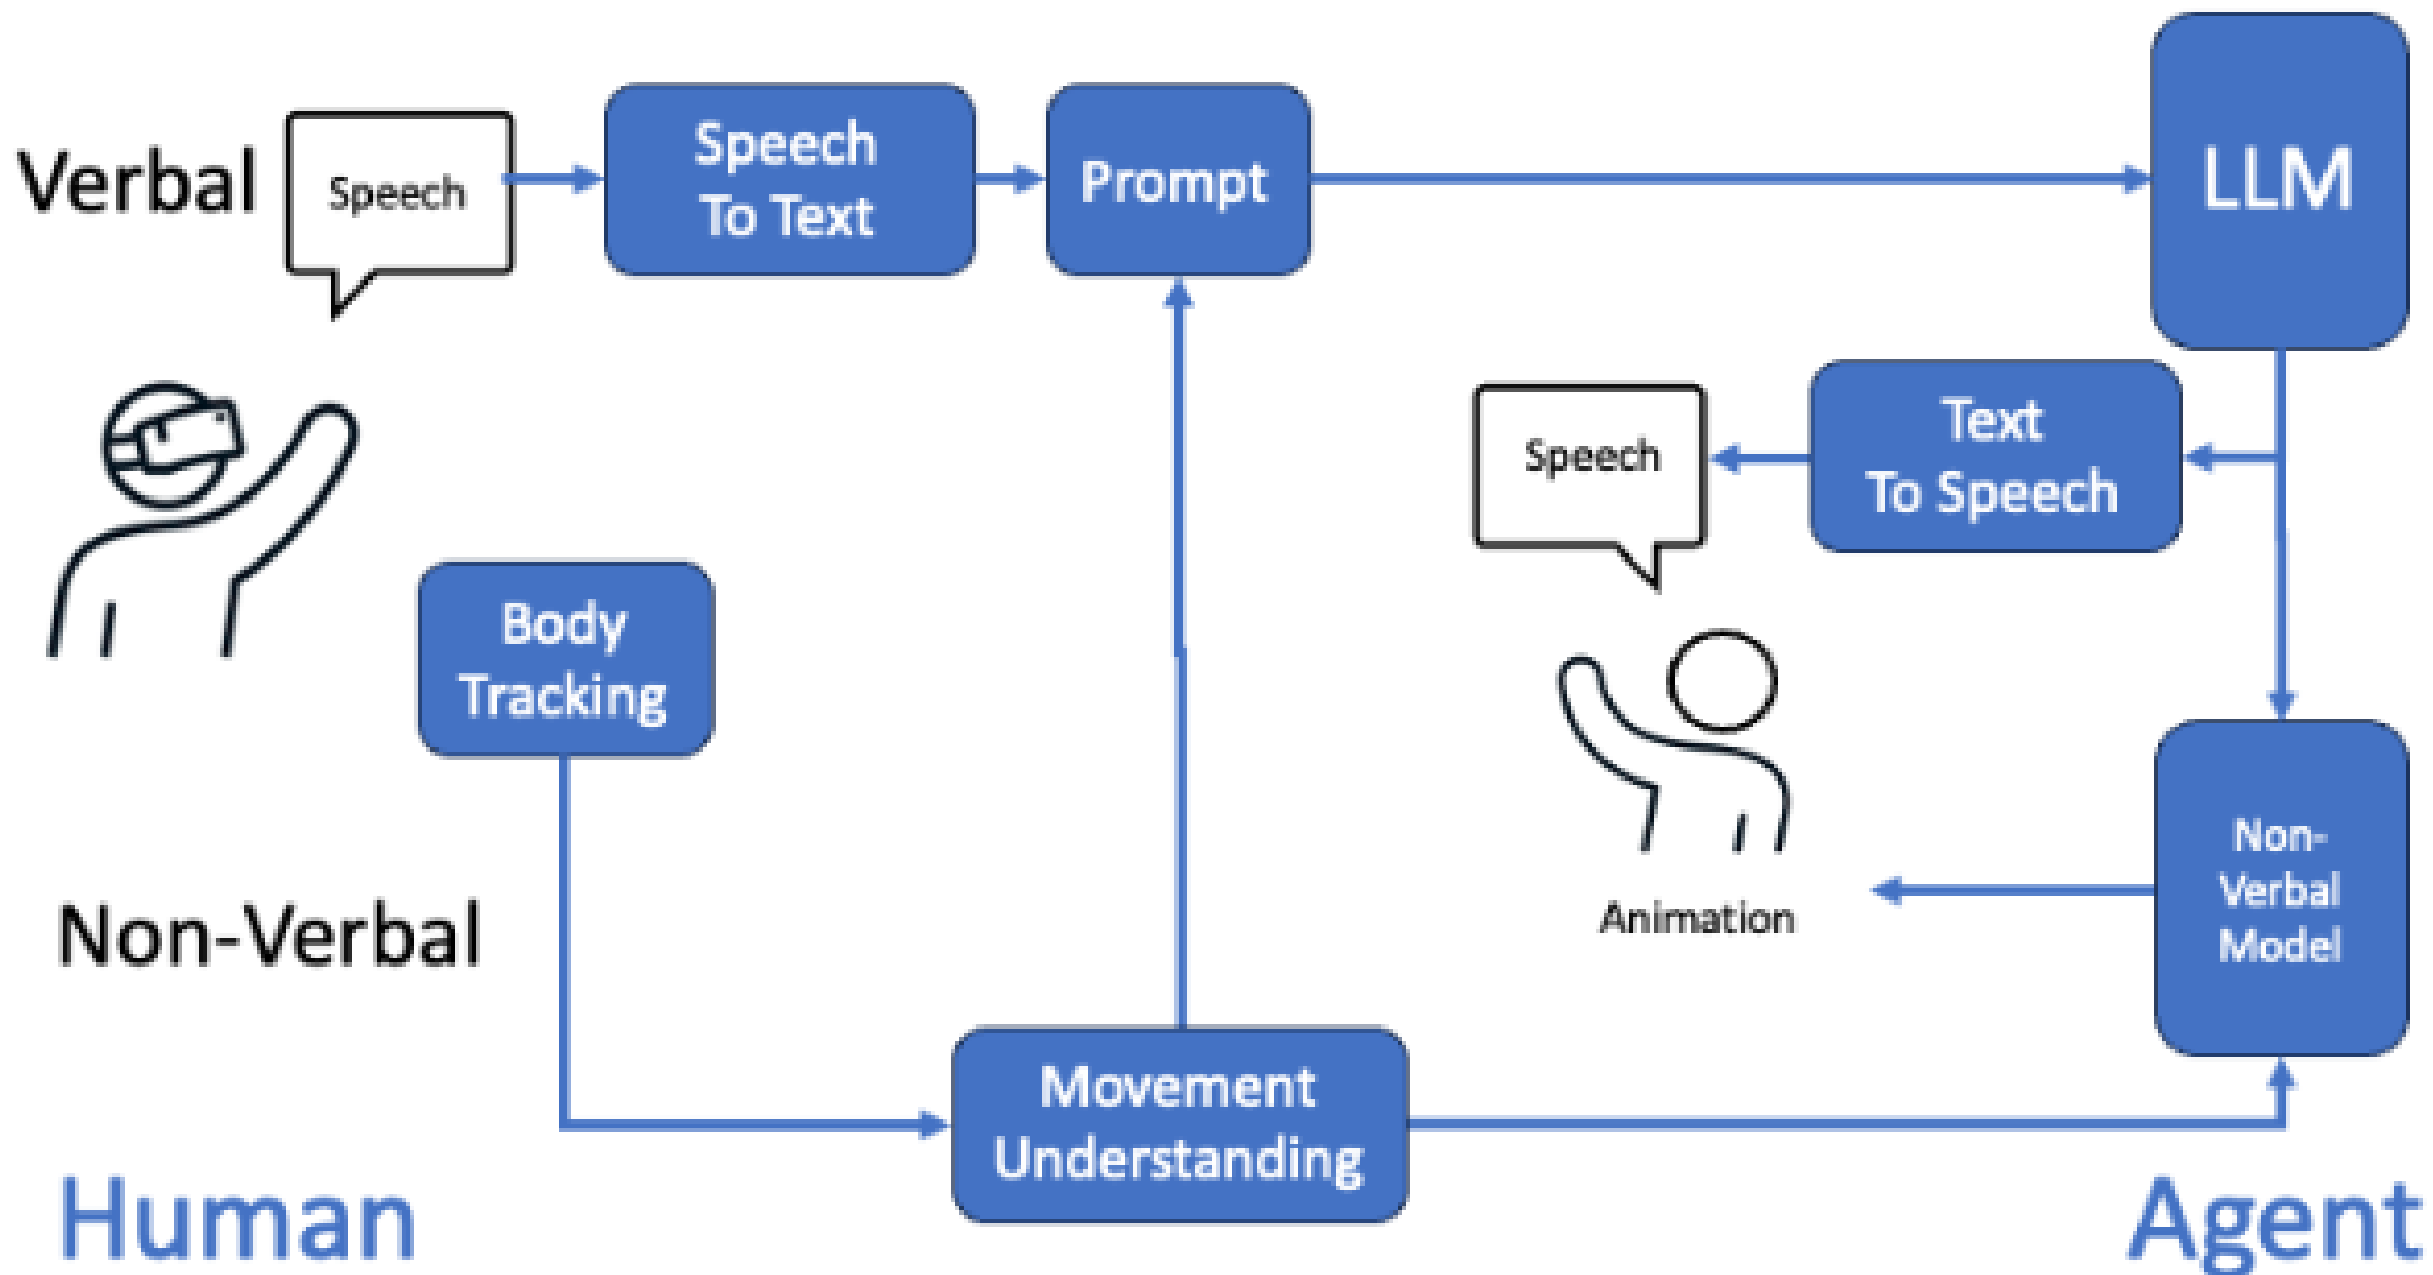 Verbal
Speech
Speech
To Text
Prompt
LLM
Speech
Text
To Speech
Body
Tracking
Non-Verbal
Animation
Non-
Verbal
Model
Movement
Understanding
Human
Agent